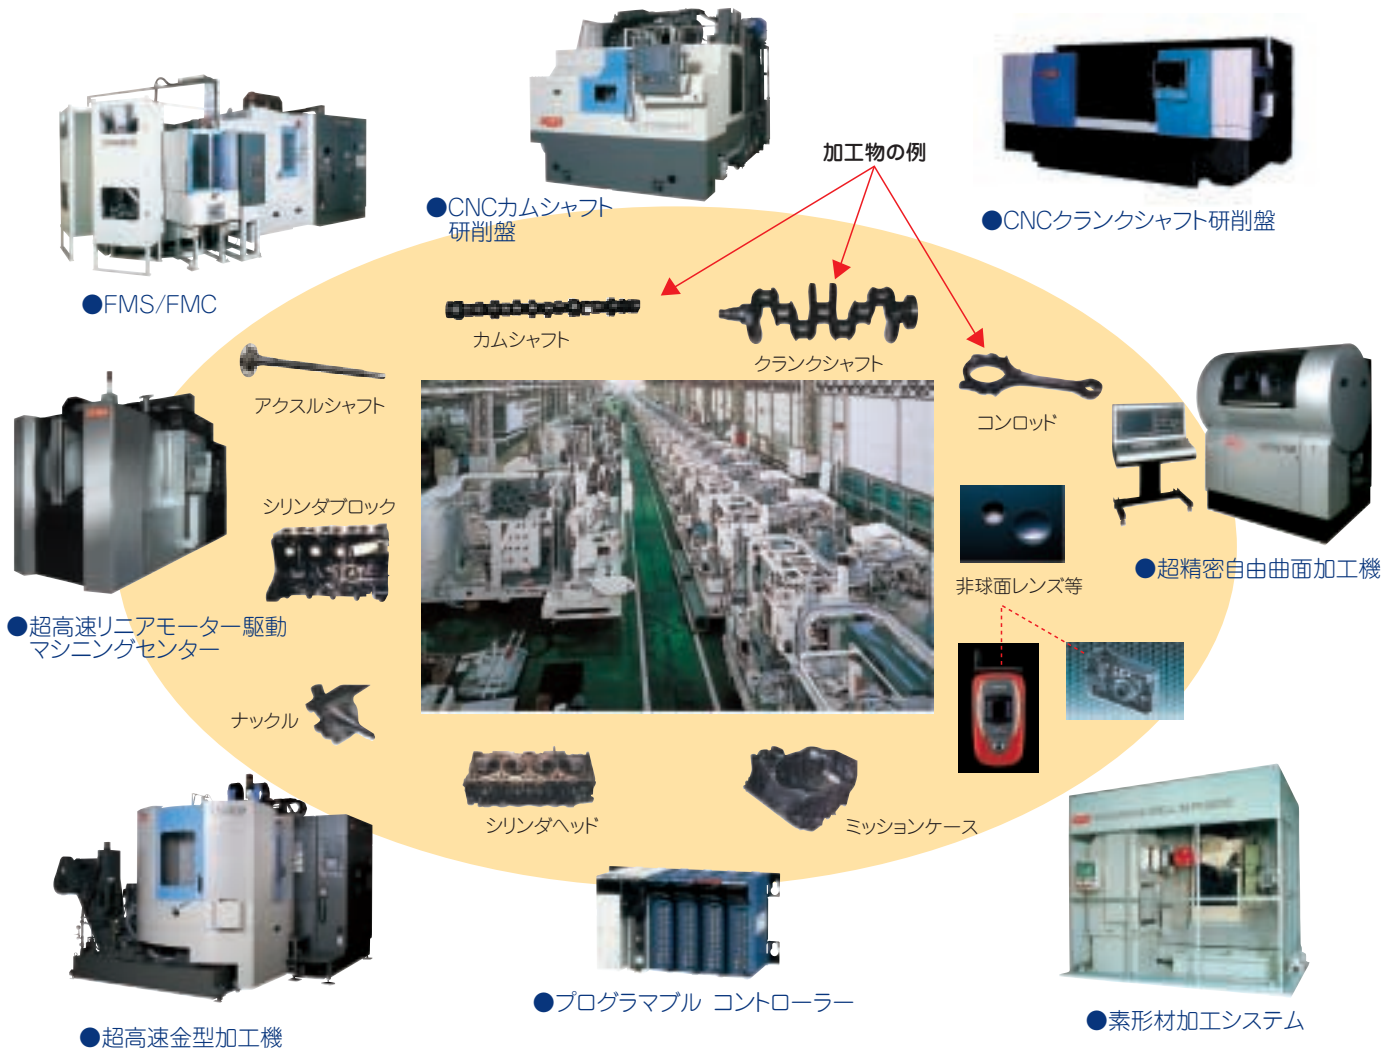 加工物の例
●CNCカムシャフト
研削盤
●CNCクランクシャフト研削盤
●FMS/FMC
カムシャフト
クランクシャフト
アクスルシャフト
コンロッド
シリンダブロック
●超精密自由曲面加工機
非球面レンズ等
●超高速リニアモーター駆動
マシニングセンター
ナックル
シリンダヘッド
ミッションケース
●プログラマブル コントローラー
●素形材加工システム
●超高速金型加工機